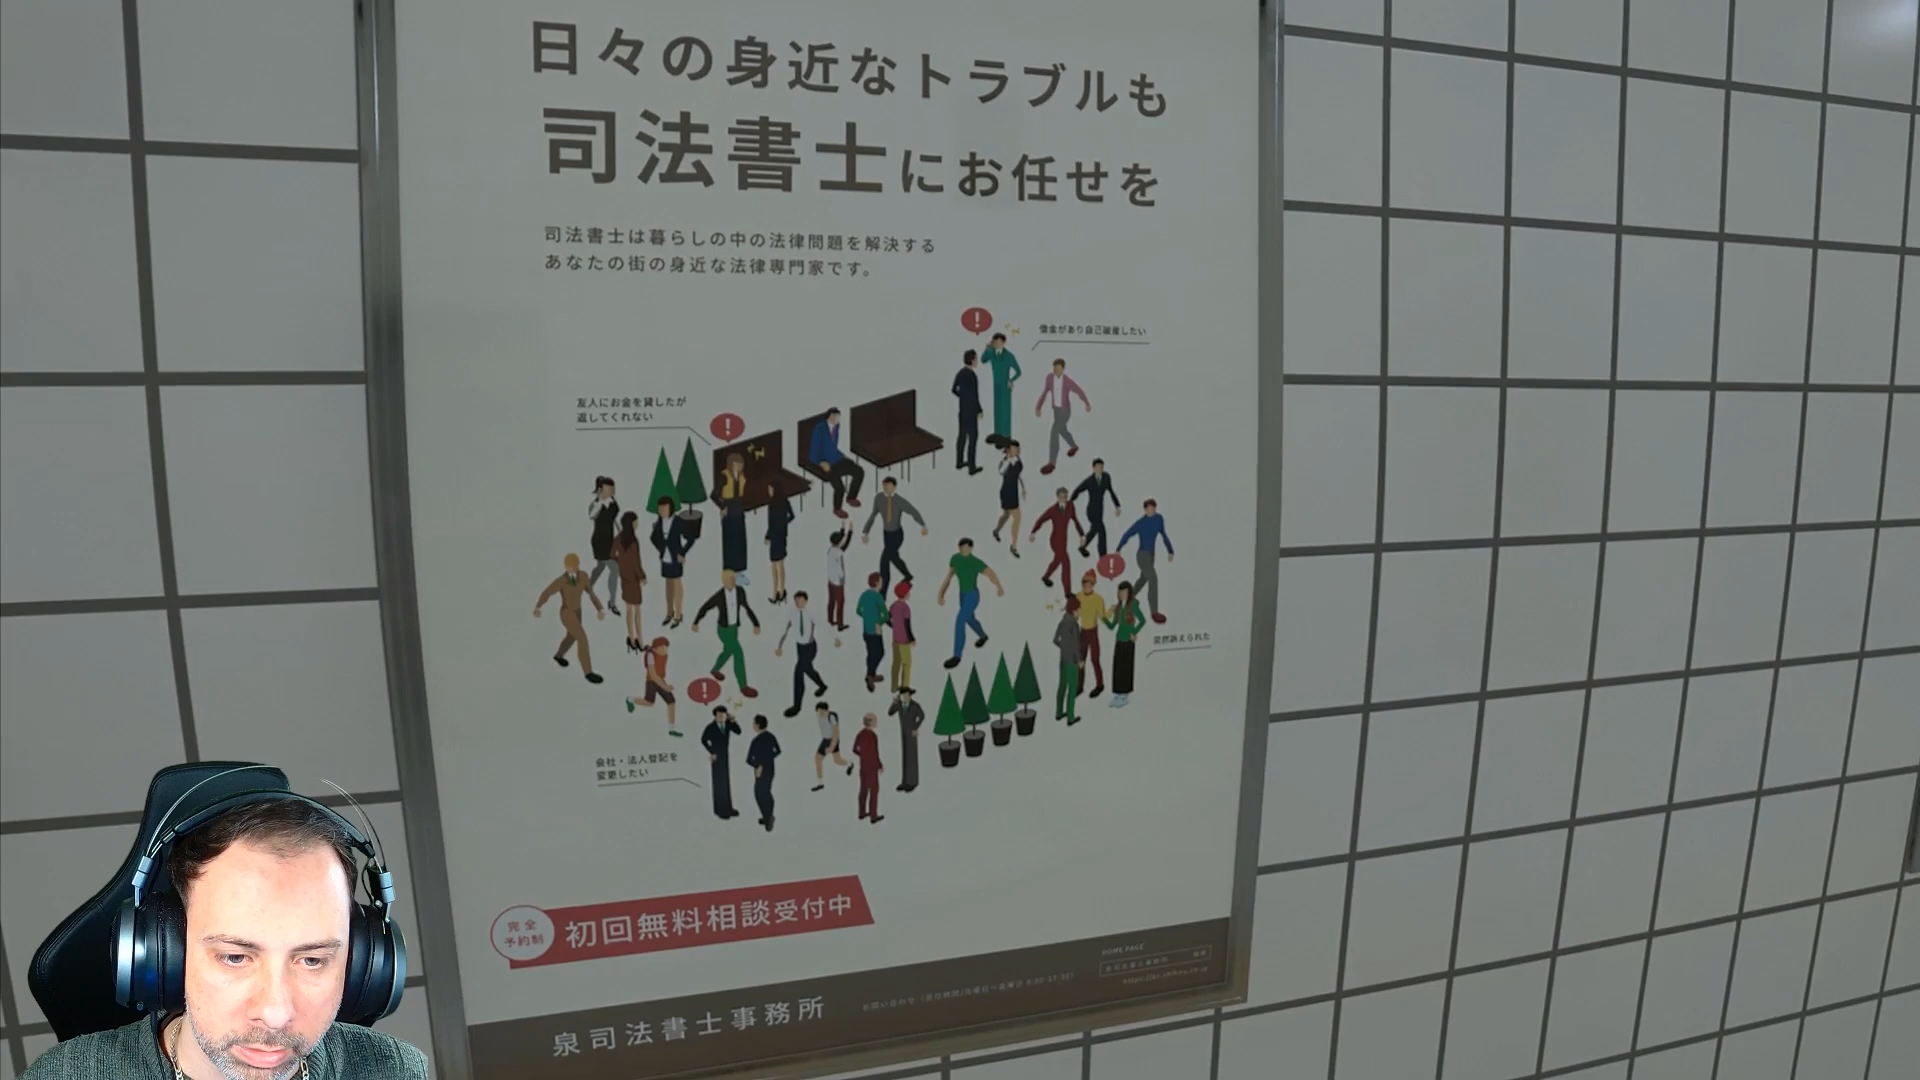 日々の身近なトラブルも
司法書士にお任せを
司法書士は暮らしの中の法律問題を解決する
あなたの街の身近な法律専門家です。
借金があり自己破産したい
友人にお金を貸したが
返してくれない
突然訴えられた
会社・法人登記を
変更したい
完全
予約制
初回無料相談受付中
泉司法書士事務所
HOME PAGE